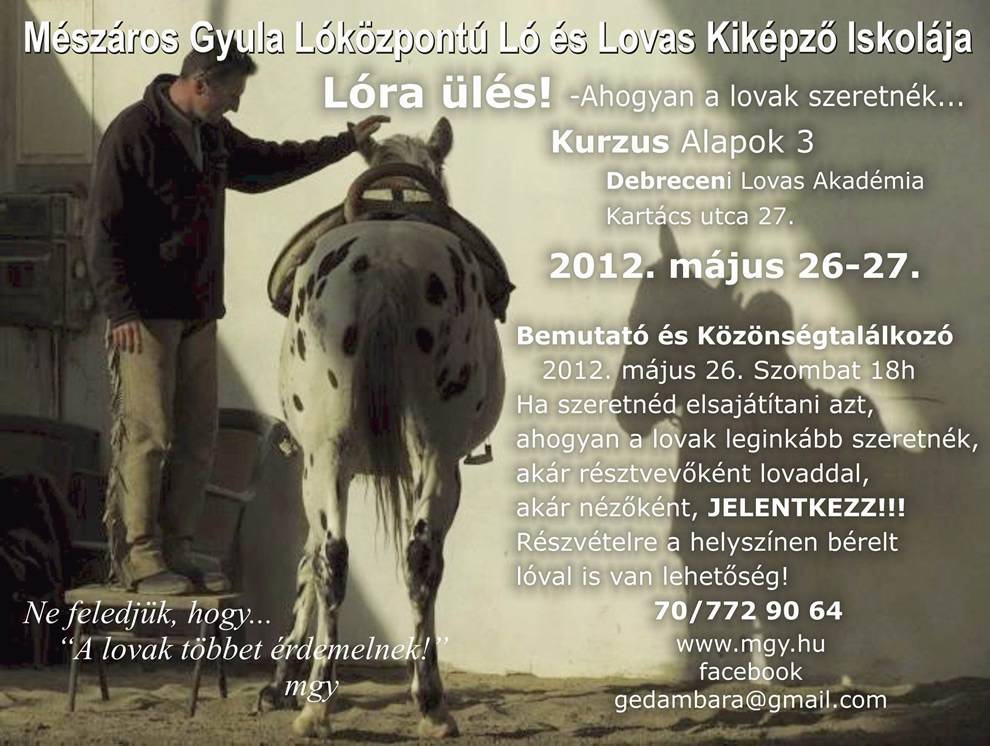 Mészáros Gyula Lóközpontú Ló és Lovas Kiképző Iskolája
Lóra ülés! -Ahogyan a lovak szeretnék...
Kurzus Alapok 3
Debreceni Lovas Akadémia
Kartács utca 27.
2012. május 26-27.
Bemutató és Közönségtalálkozó
2012. május 26. Szombat 18h
Ha szeretnéd elsajátítani azt,
ahogyan a lovak leginkább szeretnék,
akár résztvevőként lovaddal,
akár nézőként, JELENTKEZZ!!!
Részvételre a helyszínen bérelt
lóval is van lehetőség!
70/772 90 64
www.mgy.hu
facebook
gedambara@gmail.com
Ne feledjük, hogy...
“A lovak többet érdemelnek!”
mgy